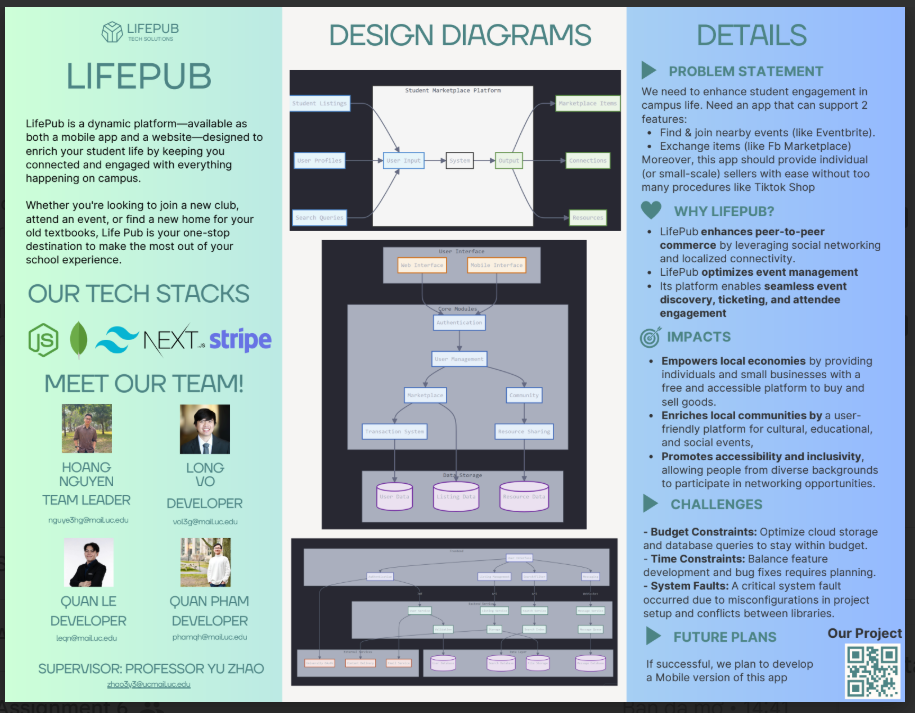 LIFEPUB
TECH SOLUTIONS
LIFEPUB
LifePub is a dynamic platform—available as
both a mobile app and a website—designed to
enrich your student life by keeping you
connected and engaged with everything
happening on campus.
Whether you're looking to join a new club,
attend an event, or find a new home for your
old textbooks, Life Pub is your one-stop
destination to make the most out of your
school experience.
OUR TECH STACKS
JS
NEXT.JS
stripe
MEET OUR TEAM!
HOANG
NGUYEN
TEAM LEADER
nguye3hg@mail.uc.edu
LONG
VO
DEVELOPER
vol3g@mail.uc.edu
QUAN LE
DEVELOPER
leqn@mail.uc.edu
QUAN PHAM
DEVELOPER
phamqh@mail.uc.edu
SUPERVISOR: PROFESSOR YU ZHAO
zhao3y3@ucmail.uc.edu
DESIGN DIAGRAMS
Student Marketplace Platform
Student Listings
Marketplace Items
User Profiles
User Input
System
Output
Connections
Search Queries
Resources
User Interface
Web Interface
Mobile Interface
Core Modules
Authentication
User Management
Marketplace
Community
Transaction System
Resource Sharing
Data Storage
User Data
Listing Data
Resource Data
DETAILS
PROBLEM STATEMENT
We need to enhance student engagement in
campus life. Need an app that can support 2
features:
• Find & join nearby events (like Eventbrite).
• Exchange items (like Fb Marketplace)
Moreover, this app should provide individual
(or small-scale) sellers with ease without too
many procedures like Tiktok Shop
WHY LIFEPUB?
• LifePub enhances peer-to-peer
commerce by leveraging social networking
and localized connectivity.
• LifePub optimizes event management
• Its platform enables seamless event
discovery, ticketing, and attendee
engagement
IMPACTS
• Empowers local economies by providing
individuals and small businesses with a
free and accessible platform to buy and
sell goods.
• Enriches local communities by a user-
friendly platform for cultural, educational,
and social events,
• Promotes accessibility and inclusivity,
allowing people from diverse backgrounds
to participate in networking opportunities.
CHALLENGES
- Budget Constraints: Optimize cloud storage
and database queries to stay within budget.
- Time Constraints: Balance feature
development and bug fixes requires planning.
- System Faults: A critical system fault
occurred due to misconfigurations in project
setup and conflicts between libraries.
FUTURE PLANS
If successful, we plan to develop
a Mobile version of this app
Our Project